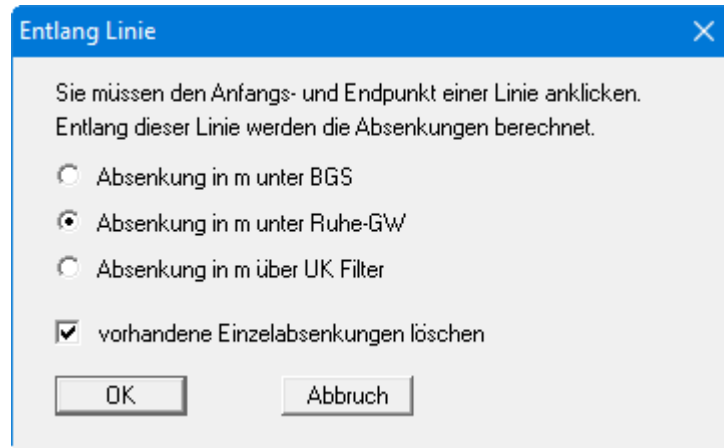 Entlang Linie
Sie müssen den Anfangs- und Endpunkt einer Linie anklicken.
Entlang dieser Linie werden die Absenkungen berechnet.
Absenkung in m unter BGS
Absenkung in m unter Ruhe-GW
Absenkung in m über UK Filter
vorhandene Einzelabsenkungen löschen
OK Abbruch